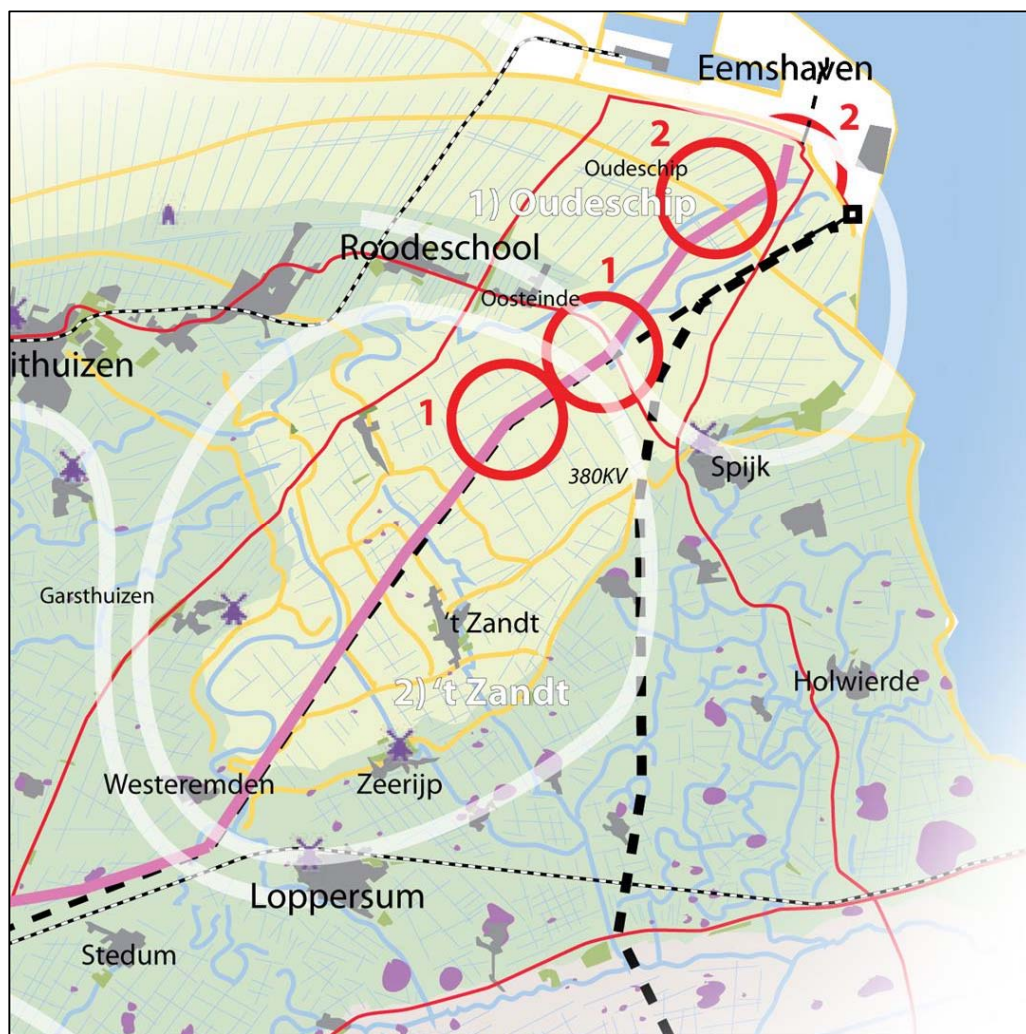 Eemshaven
2
2
Oudeschip
1) Oudeschip
Roodeschool
1
Oosteinde
ithuizen
1
380KV
Spijk
Garsthuizen
't Zandt
2) 't Zandt
Holwierde
Westeremden
Zeerijp
Loppersum
Stedum